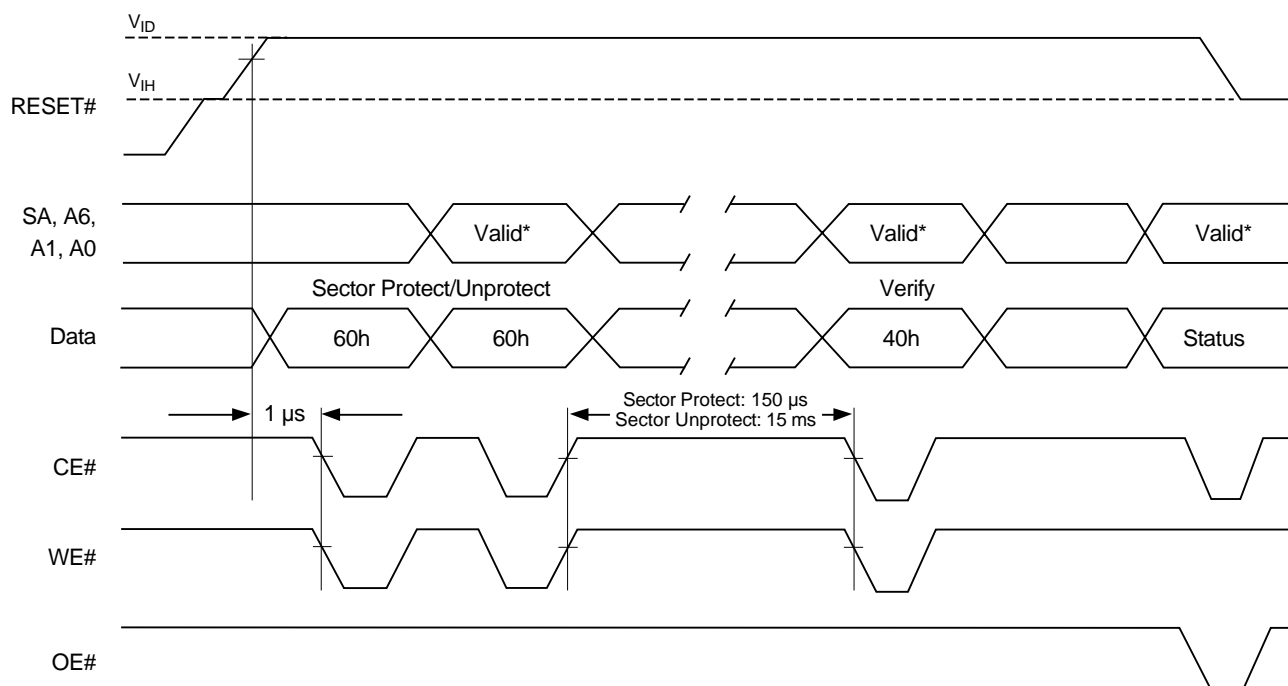 VID
VIH
RESET#
SA, A6,
A1, A0
Valid* Valid* Valid*
Sector Protect/Unprotect Verify
Data 60h 60h 40h Status
1 µs
Sector Protect: 150 µs
Sector Unprotect: 15 ms
CE#
WE#
OE#